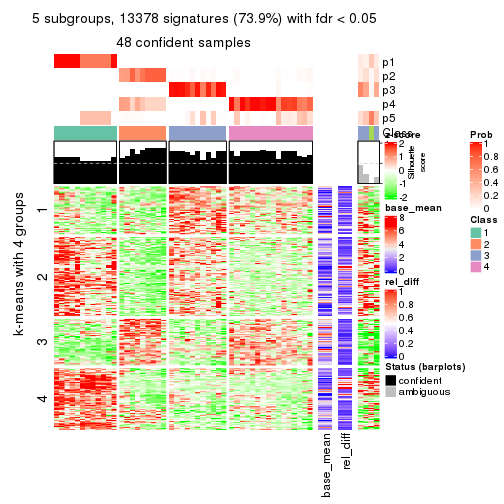 5 subgroups, 13378 signatures (73.9%) with fdr < 0.05
48 confident samples
p1
p2
p3
p4
p5
Class
k-means with 4 groups
1
2
3
4
base_mean
rel_diff
Silhouette
score
z-score
2
1
0
-1
-2
base_mean
8
6
4
2
0
rel_diff
1
0.8
0.6
0.4
0.2
0
Status (barplots)
confident
ambiguous
Prob
1
0.8
0.6
0.4
0.2
0
Class
1
2
3
4